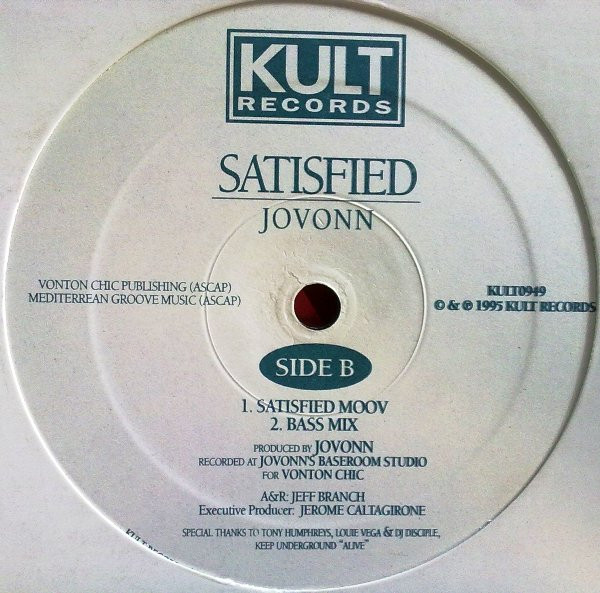 KULT
RECORDS
SATISFIED
JOVONN
VONTON CHIC PUBLISHING (ASCAP)
MEDITERREAN GROOVE MUSIC (ASCAP)
KULT0949
© & ℗ 1995 KULT RECORDS
SIDE B
1. SATISFIED MOOV
2. BASS MIX
PRODUCED BY JOVONN
RECORDED AT JOVONN'S BASEROOM STUDIO
FOR VONTON CHIC
A&R: JEFF BRANCH
Executive Producer: JEROME CALTAGIRONE
SPECIAL THANKS TO TONY HUMPHREYS, LOUIE VEGA & DJ DISCIPLE,
KEEP UNDERGROUND "ALIVE"
KULT